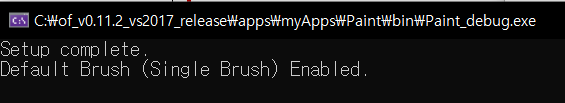 C:₩of_v0.11.2_vs2017_release₩apps₩myApps₩Paint₩bin₩Paint_debug.exe
Setup complete.
Default Brush (Single Brush) Enabled.